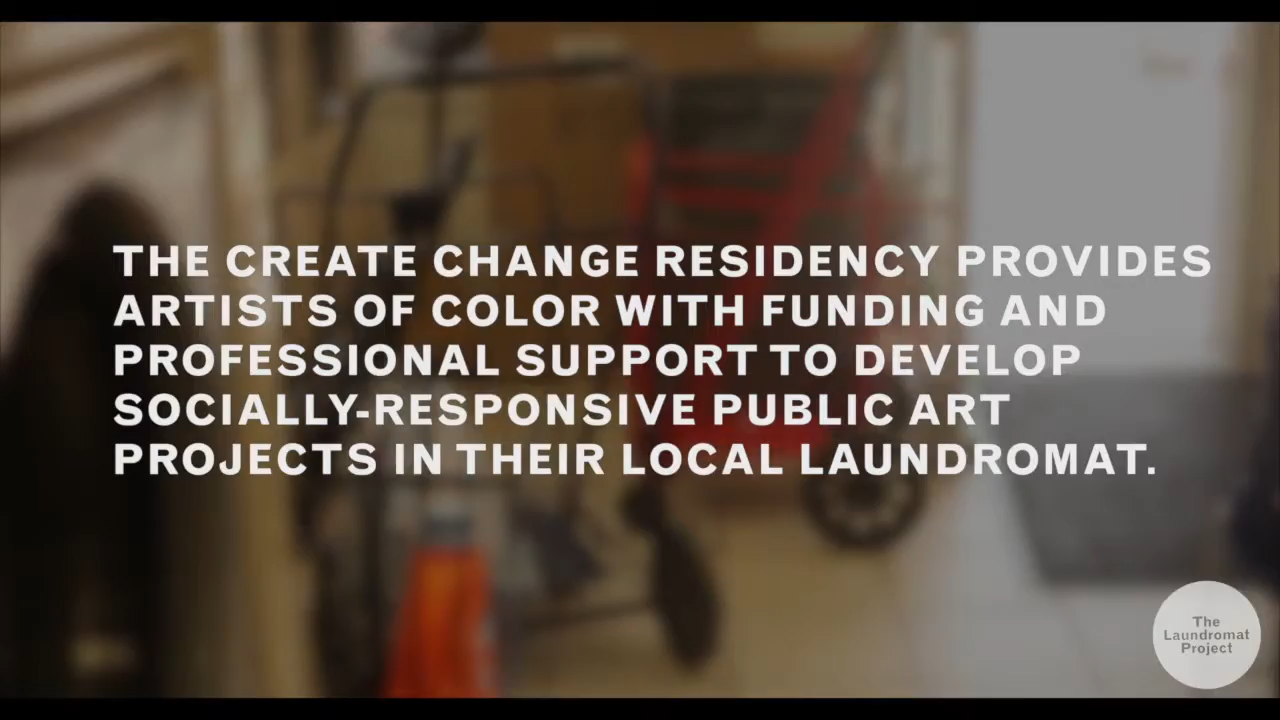 THE CREATE CHANGE RESIDENCY PROVIDES
ARTISTS OF COLOR WITH FUNDING AND
PROFESSIONAL SUPPORT TO DEVELOP
SOCIALLY-RESPONSIVE PUBLIC ART
PROJECTS IN THEIR LOCAL LAUNDROMAT.
The
Laundromat
Project